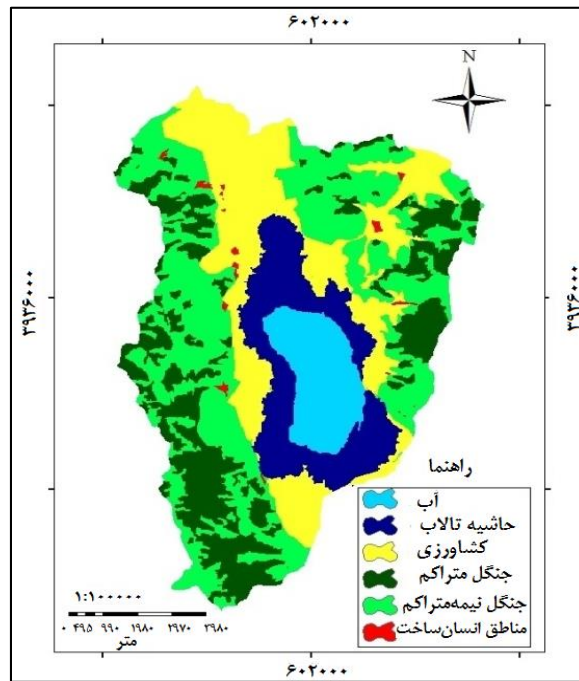 ۶۰۲۰۰۰
N
۳۹۳۶۰۰۰
۳۹۳۶۰۰۰
راهنما
آب
حاشیه تالاب
کشاورزی
جنگل متراکم
جنگل نیمه‌متراکم
مناطق انسان‌ساخت
۱:۱۰۰۰۰۰
۰ ۴۹۵ ۹۹۰ ۱۹۸۰ ۲۹۷۰ ۳۹۸۰
متر
۶۰۲۰۰۰